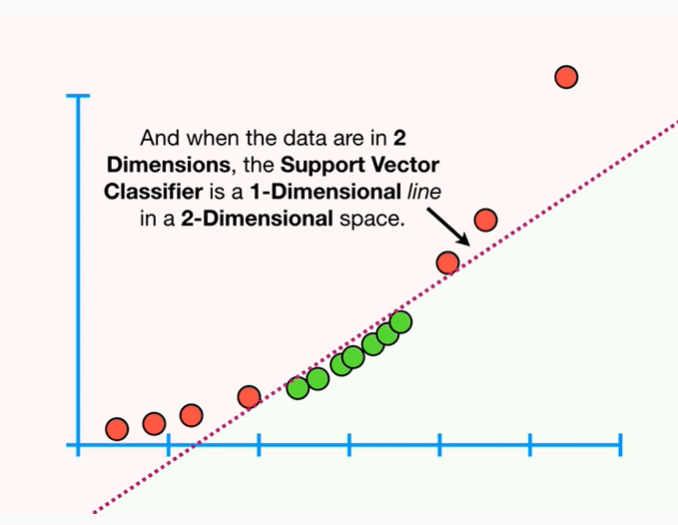 And when the data are in 2
Dimensions, the Support Vector
Classifier is a 1-Dimensional line
in a 2-Dimensional space.